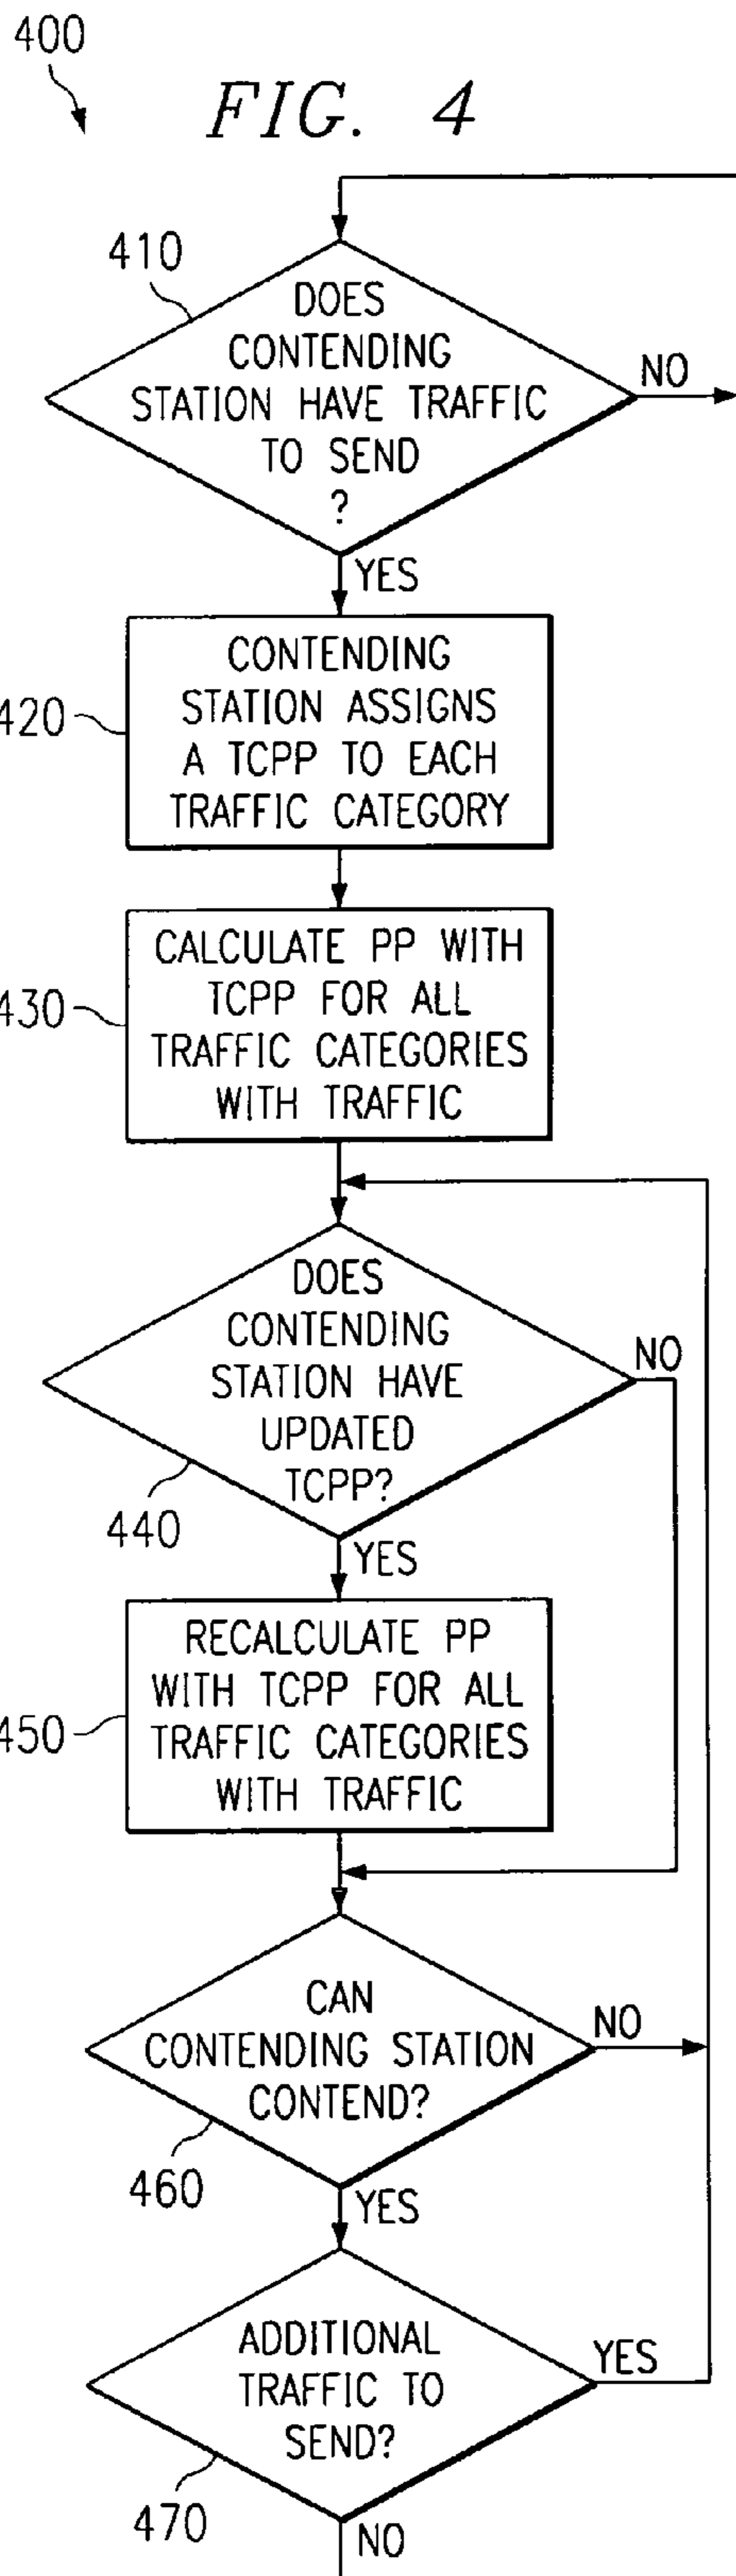 400
FIG. 4
410
DOES
CONTENDING
STATION HAVE TRAFFIC
TO SEND
?
NO
YES
420
CONTENDING
STATION ASSIGNS
A TCPP TO EACH
TRAFFIC CATEGORY
430
CALCULATE PP WITH
TCPP FOR ALL
TRAFFIC CATEGORIES
WITH TRAFFIC
DOES
CONTENDING
STATION HAVE
UPDATED
TCPP?
NO
440
YES
450
RECALCULATE PP
WITH TCPP FOR ALL
TRAFFIC CATEGORIES
WITH TRAFFIC
CAN
CONTENDING STATION
CONTEND?
NO
460
YES
ADDITIONAL
TRAFFIC TO
SEND?
YES
470
NO